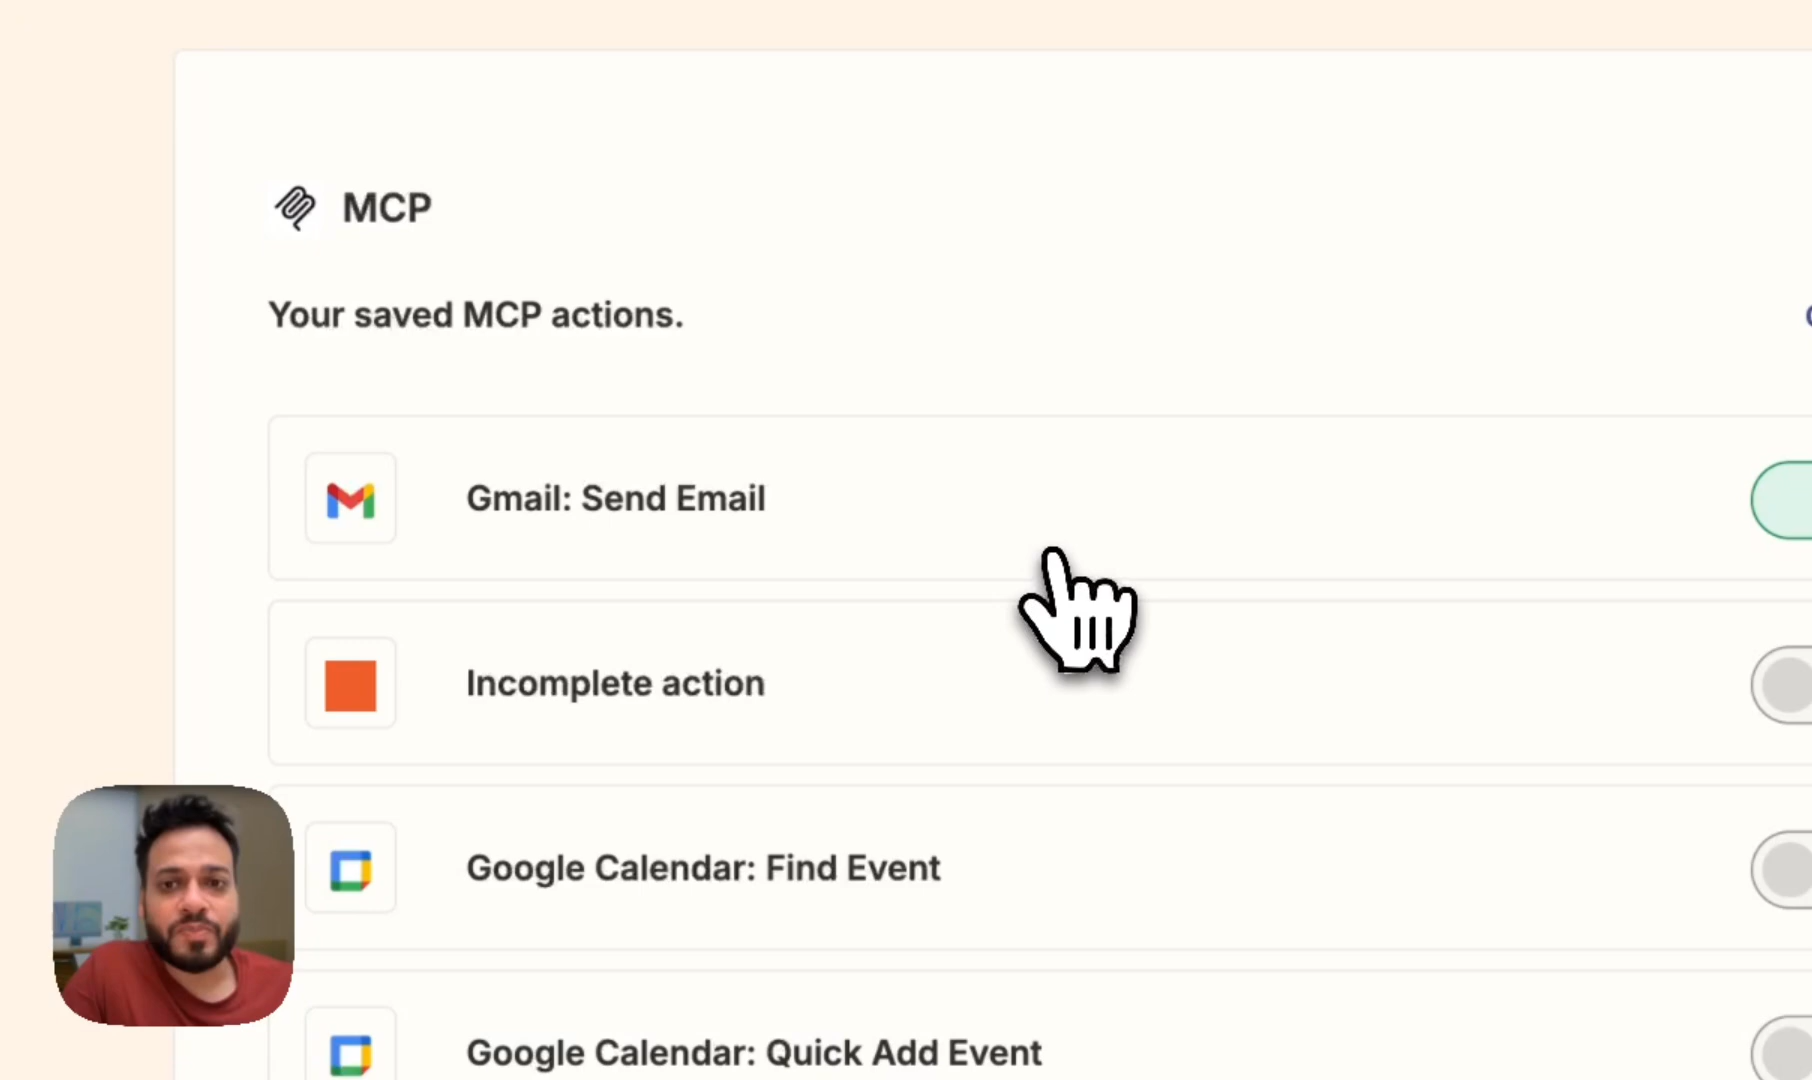 MCP
Your saved MCP actions.
Gmail: Send Email
Incomplete action
Google Calendar: Find Event
Google Calendar: Quick Add Event